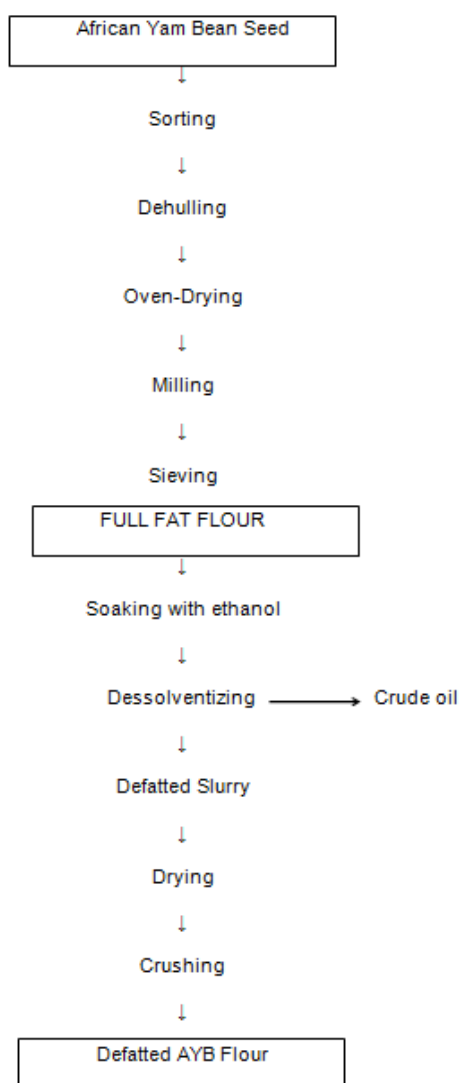 African Yam Bean Seed
↓
Sorting
↓
Dehulling
↓
Oven-Drying
↓
Milling
↓
Sieving
FULL FAT FLOUR
↓
Soaking with ethanol
↓
Dessolventizing → Crude oil
↓
Defatted Slurry
↓
Drying
↓
Crushing
↓
Defatted AYB Flour